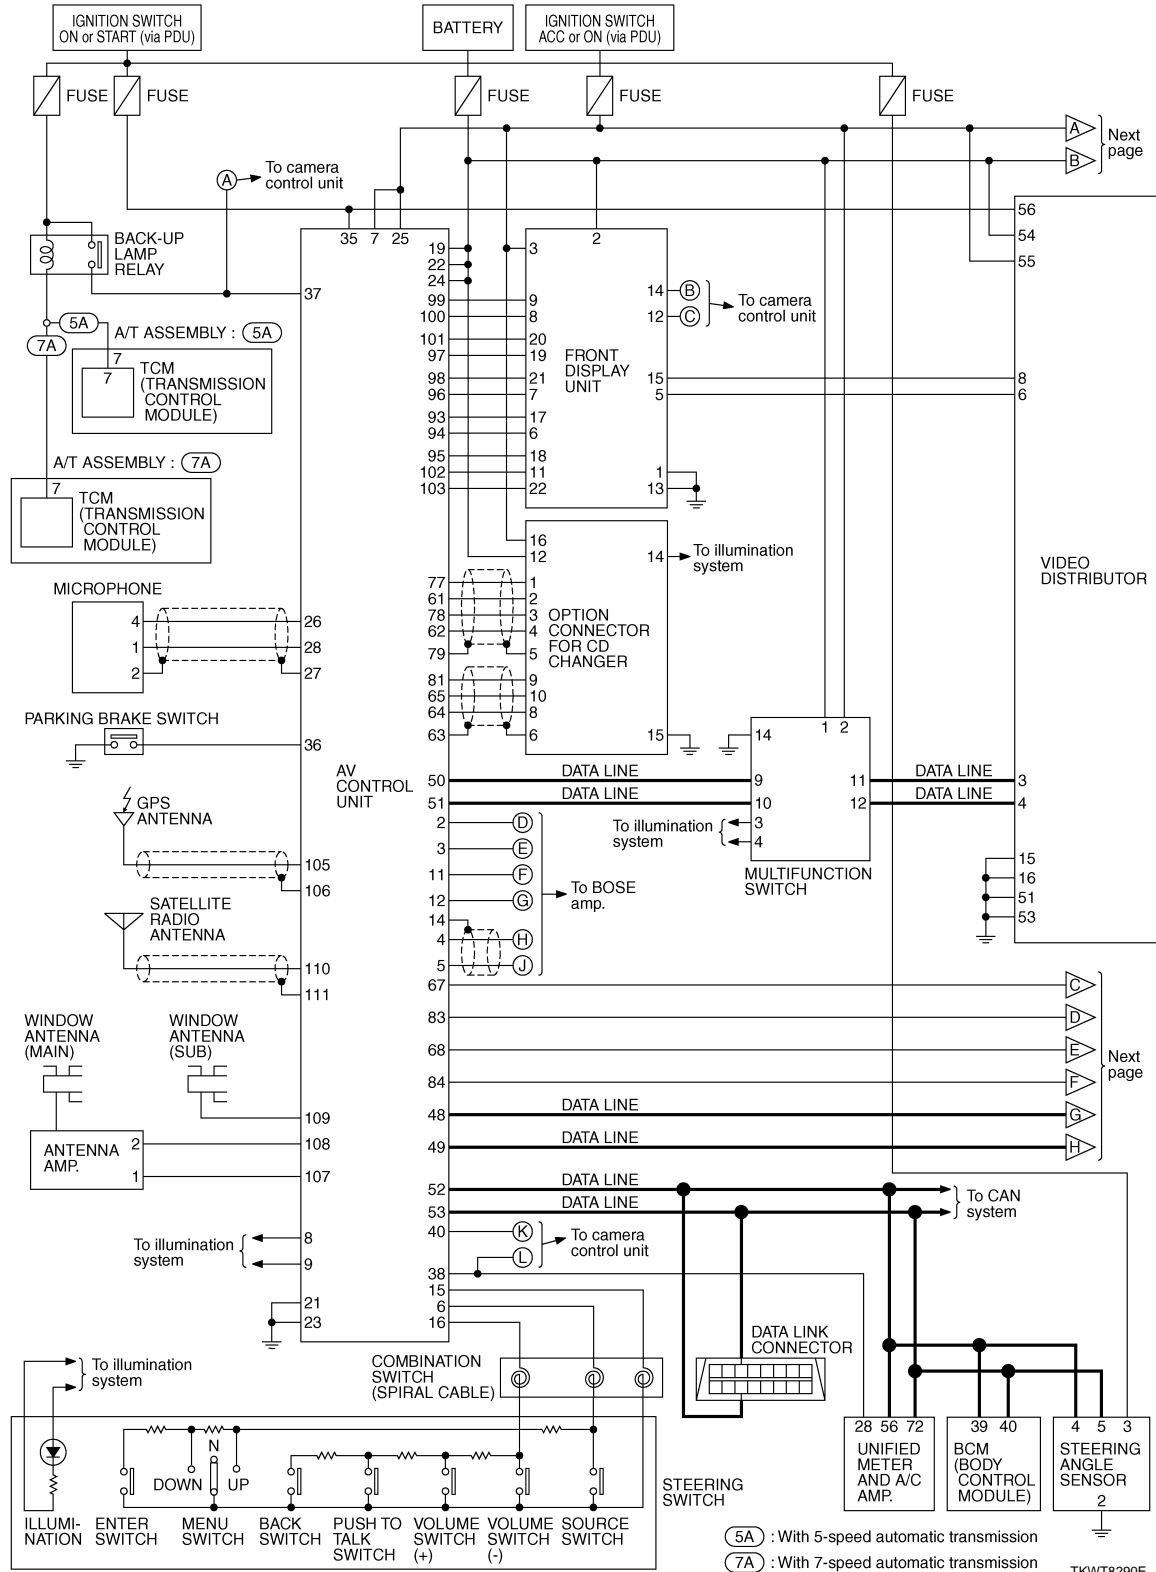 IGNITION SWITCH
ON or START (via PDU)
BATTERY
IGNITION SWITCH
ACC or ON (via PDU)
FUSE
FUSE
FUSE
FUSE
FUSE
A
B
Next
page
A
To camera
control unit
56
54
55
35 7 25
2
BACK-UP
LAMP
RELAY
37
19
22
24
3
99
100
101
97
98
96
93
94
95
102
103
9
8
20
19
21
7
17
6
18
11
22
FRONT
DISPLAY
UNIT
14
B
12
C
To camera
control unit
15
5
8
6
1
13
5A
7A
A/T ASSEMBLY : 5A
7
7
TCM
(TRANSMISSION
CONTROL
MODULE)
A/T ASSEMBLY : 7A
7
TCM
(TRANSMISSION
CONTROL
MODULE)
16
12
14
To illumination
system
VIDEO
DISTRIBUTOR
MICROPHONE
4
1
2
26
28
27
77
61
78
62
79
81
65
64
63
1
2
3
4
5
9
10
8
6
OPTION
CONNECTOR
FOR CD
CHANGER
15
PARKING BRAKE SWITCH
36
AV
CONTROL
UNIT
1 2
14
50
DATA LINE
9
11
DATA LINE
3
51
DATA LINE
10
12
DATA LINE
4
To illumination
system
3
4
MULTIFUNCTION
SWITCH
GPS
ANTENNA
105
106
2
D
3
E
11
F
12
G
14
4
H
5
J
To BOSE
amp.
15
16
51
53
SATELLITE
RADIO
ANTENNA
110
111
67
C
83
D
68
E
84
F
48
DATA LINE
G
49
DATA LINE
H
Next
page
WINDOW
ANTENNA
(MAIN)
WINDOW
ANTENNA
(SUB)
109
ANTENNA
AMP.
2
1
108
107
52
DATA LINE
53
DATA LINE
To CAN
system
40
K
L
To camera
control unit
38
15
6
16
To illumination
system
8
9
21
23
DATA LINK
CONNECTOR
COMBINATION
SWITCH
(SPIRAL CABLE)
To illumination
system
28 56 72
UNIFIED
METER
AND A/C
AMP.
39 40
BCM
(BODY
CONTROL
MODULE)
4 5 3
STEERING
ANGLE
SENSOR
2
N
DOWN
UP
STEERING
SWITCH
ILLUMI-
NATION
ENTER
SWITCH
MENU
SWITCH
BACK
SWITCH
PUSH TO
TALK
SWITCH
VOLUME
SWITCH
(+)
VOLUME
SWITCH
(-)
SOURCE
SWITCH
5A : With 5-speed automatic transmission
7A : With 7-speed automatic transmission
TKWT8290E